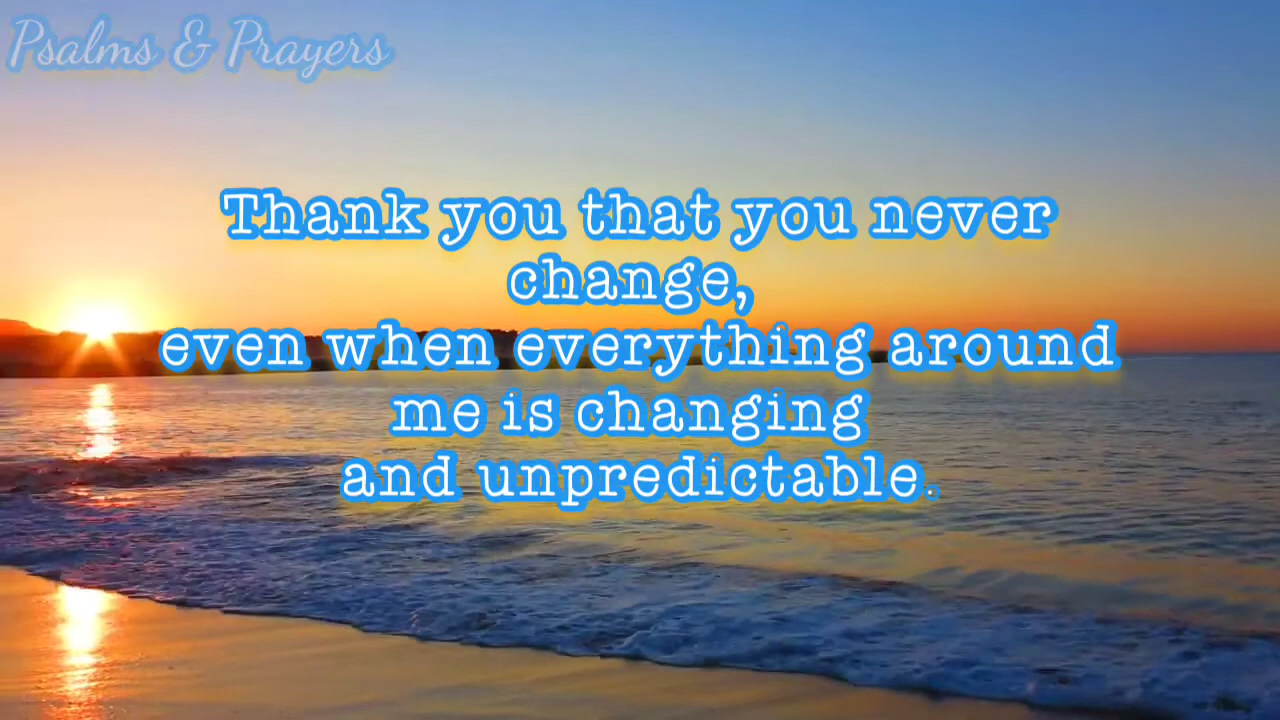 Psalms & Prayers
Thank you that you never
change,
even when everything around
me is changing
and unpredictable.